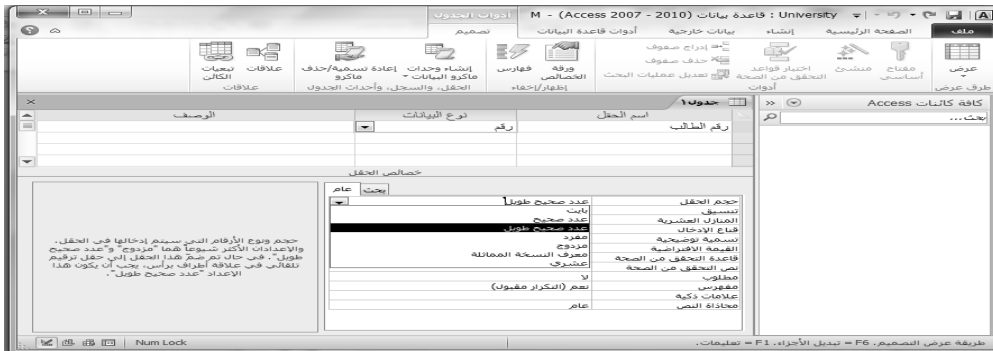 University : قاعدة بيانات (Access 2007 - 2010) - M
أدوات الجدول
ملف
الصفحة الرئيسية
إنشاء
بيانات خارجية
أدوات قاعدة البيانات
تصميم
عرض
مفتاح أساسي
منشئ
اختبار قواعد التحقق من الصحة
إدراج صفوف
حذف صفوف
تعديل عمليات البحث
ورقة الخصائص
فهارس
إنشاء وحدات ماكرو البيانات
إعادة تسمية/حذف ماكرو
علاقات
تبعيات الكائن
طرق عرض
أدوات
إظهار/إخفاء
الحقل، والسجل، وأحداث الجدول
علاقات
كافة كائنات Access
بحث...
جدول١
اسم الحقل
نوع البيانات
الوصف
رقم الطالب
رقم
خصائص الحقل
عام
بحث
حجم الحقل
عدد صحيح طويل
تنسيق
بايت
المنازل العشرية
عدد صحيح
قناع الإدخال
عدد صحيح طويل
تسمية توضيحية
مفرد
القيمة الافتراضية
مزدوج
قاعدة التحقق من الصحة
معرف النسخة المماثلة
نص التحقق من الصحة
عشري
مطلوب
لا
مفهرس
نعم (التكرار مقبول)
علامات ذكية
محاذاة النص
عام
حجم ونوع الأرقام التي سيتم إدخالها في الحقل.
والإعدادات الأكثر شيوعاً هما "مزدوج" و"عدد صحيح
طويل". في حال تم ضم هذا الحقل إلى حقل ترقيم
تلقائي في علاقة أطراف برأس، يجب أن يكون هذا
الإعداد "عدد صحيح طويل".
طريقة عرض التصميم. F6 = تبديل الأجزاء. F1 = تعليمات.
Num Lock